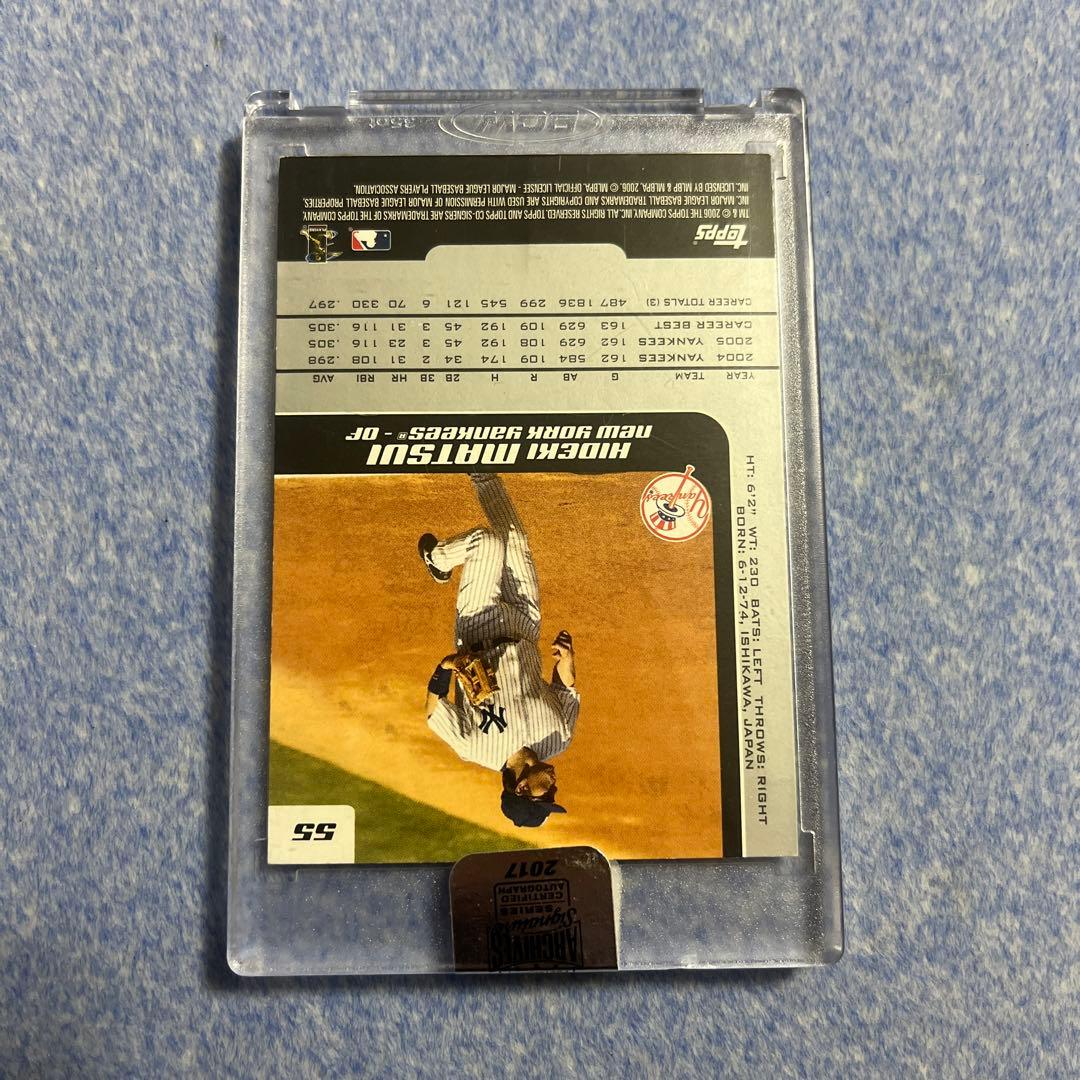 2017
CERTIFIED
AUTOGRAPH
SERIES
Signature
ARCHIVES
55
HT: 6'2" WT: 230 BATS: LEFT THROWS: RIGHT
BORN: 6-12-74, ISHIKAWA, JAPAN
Yankees
NY
HIDEKI MATSUI
new york yankees® - OF
YEAR TEAM G AB R H 2B 3B HR RBI AVG
2004 YANKEES 162 584 109 174 34 2 31 108 .298
2005 YANKEES 162 629 108 192 45 3 23 116 .305
CAREER BEST 163 629 109 192 45 3 31 116 .305
CAREER TOTALS (3) 487 1836 299 545 121 6 70 330 .297
topps
PLAYERS
TM & © 2006 THE TOPPS COMPANY, INC. ALL RIGHTS RESERVED. TOPPS AND TOPPS CO-SIGNERS ARE TRADEMARKS OF THE TOPPS COMPANY,
INC. MAJOR LEAGUE BASEBALL TRADEMARKS AND COPYRIGHTS ARE USED WITH PERMISSION OF MAJOR LEAGUE BASEBALL PROPERTIES,
INC. LICENSED BY MLBP & MLBPA. © MLBPA. 2006 OFFICIAL LICENSEE - MAJOR LEAGUE BASEBALL PLAYERS ASSOCIATION.